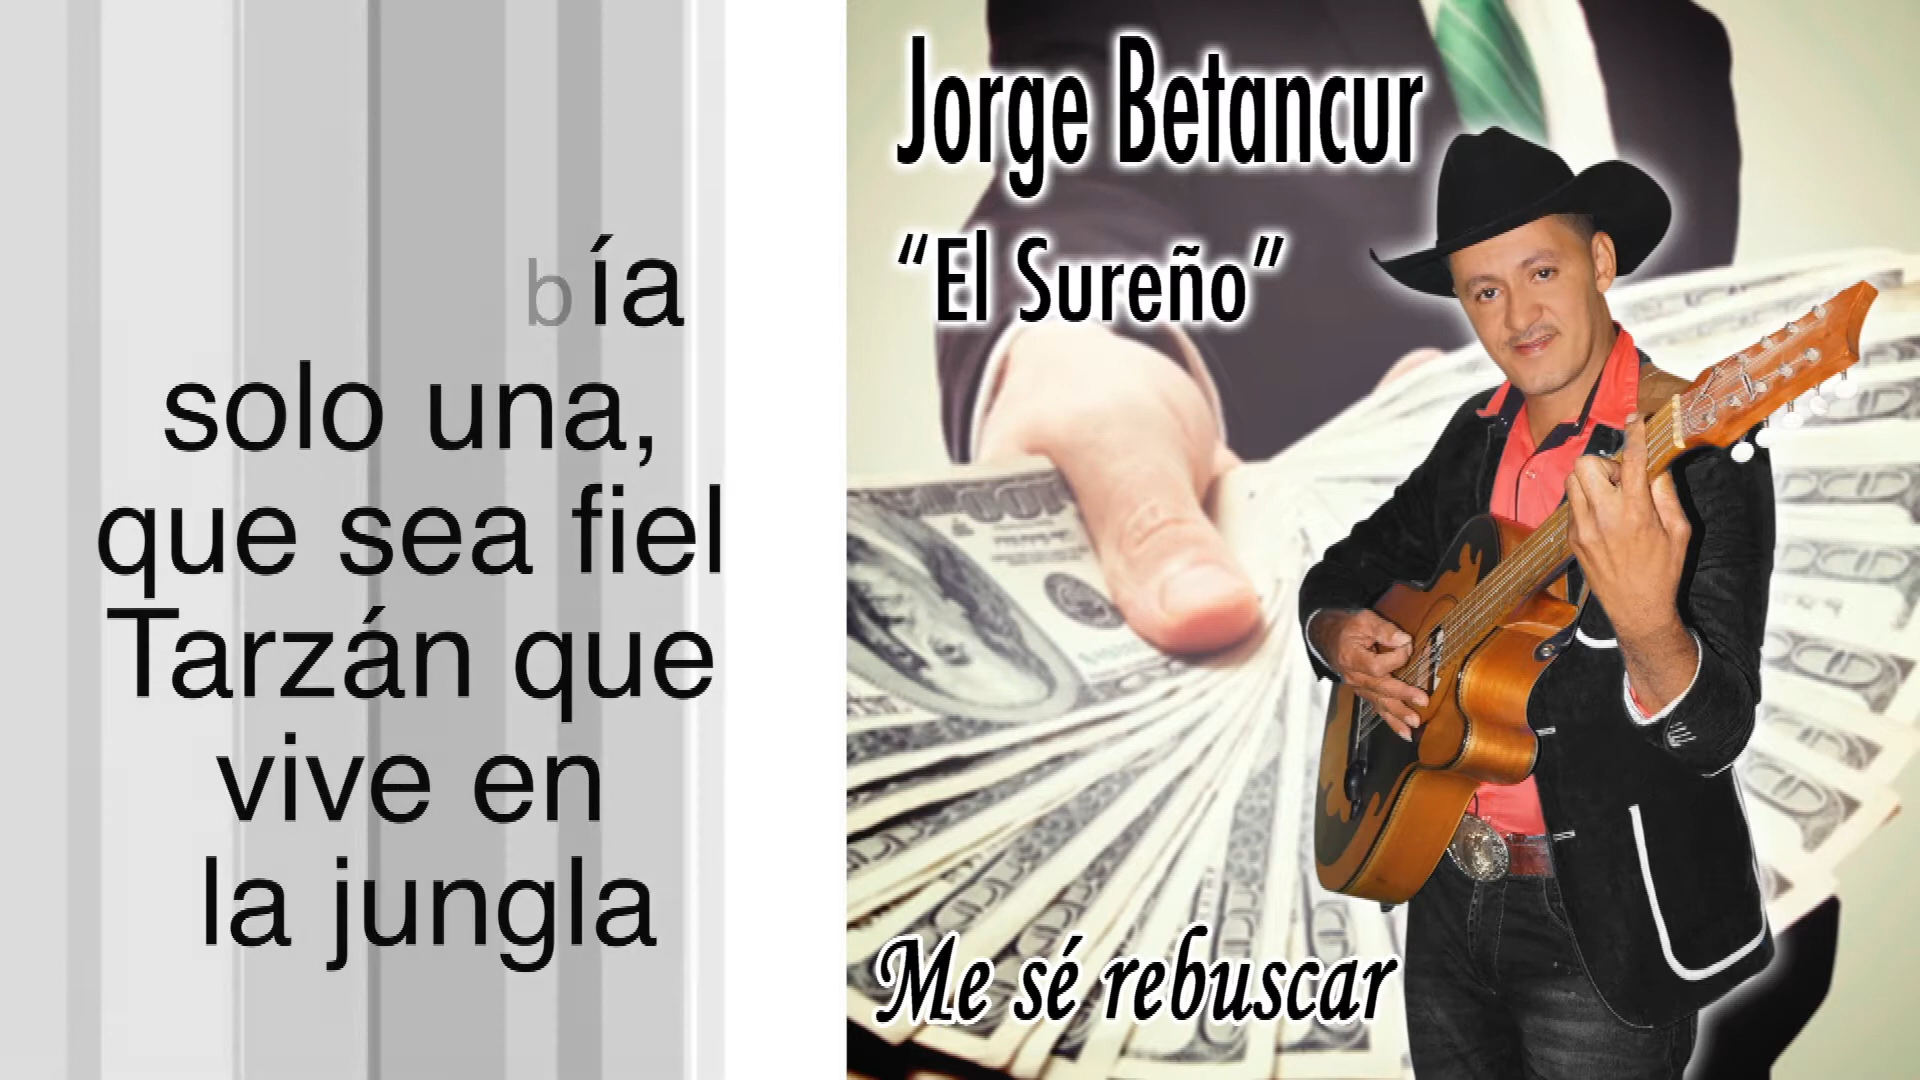 bía
solo una,
que sea fiel
Tarzán que
vive en
la jungla
Jorge Betancur
“El Sureño”
Me sé rebuscar